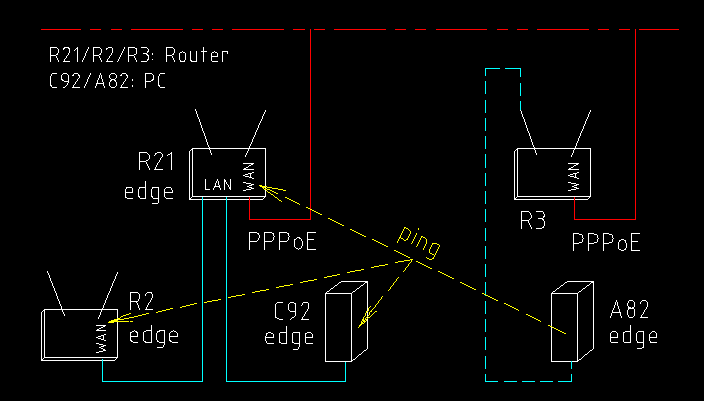 R21/R2/R3: Router
C92/A82: PC
R21
edge
LAN
WAN
PPPoE
WAN
R3
PPPoE
ping
R2
edge
WAN
C92
edge
A82
edge